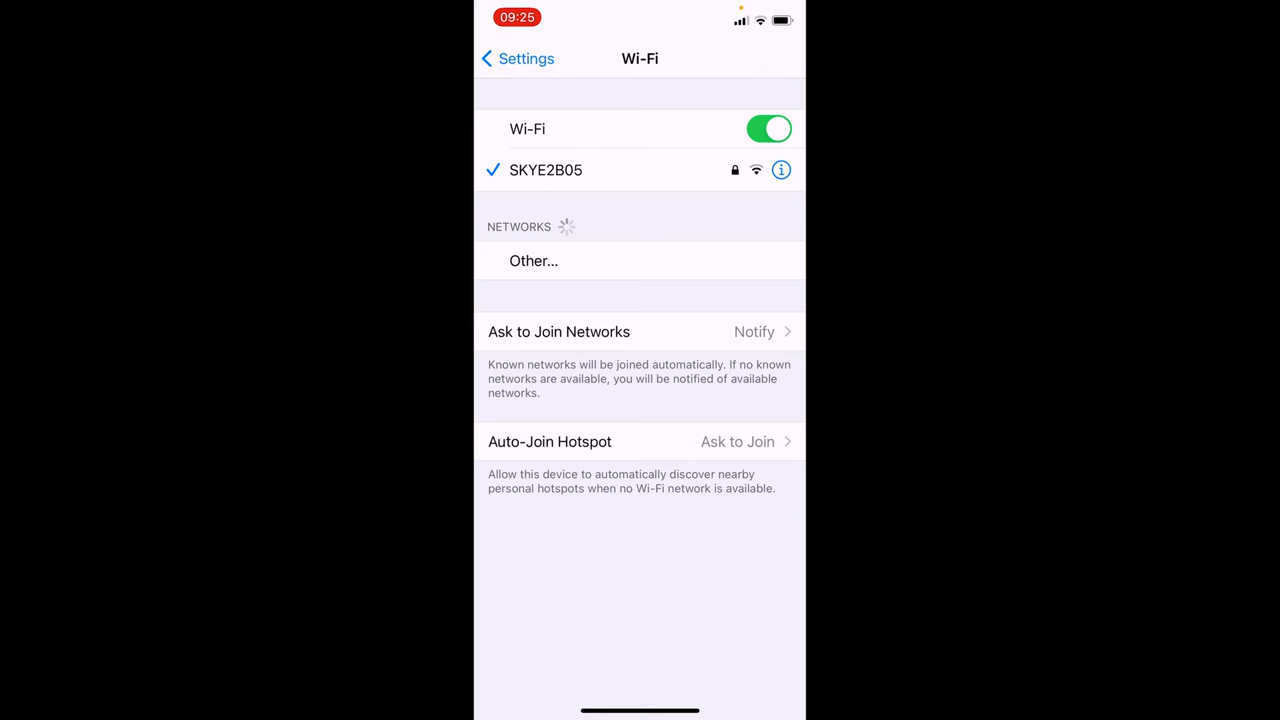 09:25
Settings
Wi-Fi
Wi-Fi
SKYE2B05
NETWORKS
Other...
Ask to Join Networks Notify
Known networks will be joined automatically. If no known
networks are available, you will be notified of available
networks.
Auto-Join Hotspot Ask to Join
Allow this device to automatically discover nearby
personal hotspots when no Wi-Fi network is available.